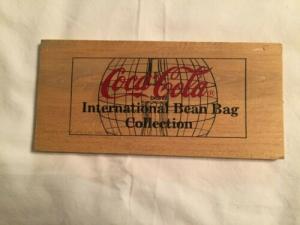 Coca-Cola
International Bean Bag
Collection